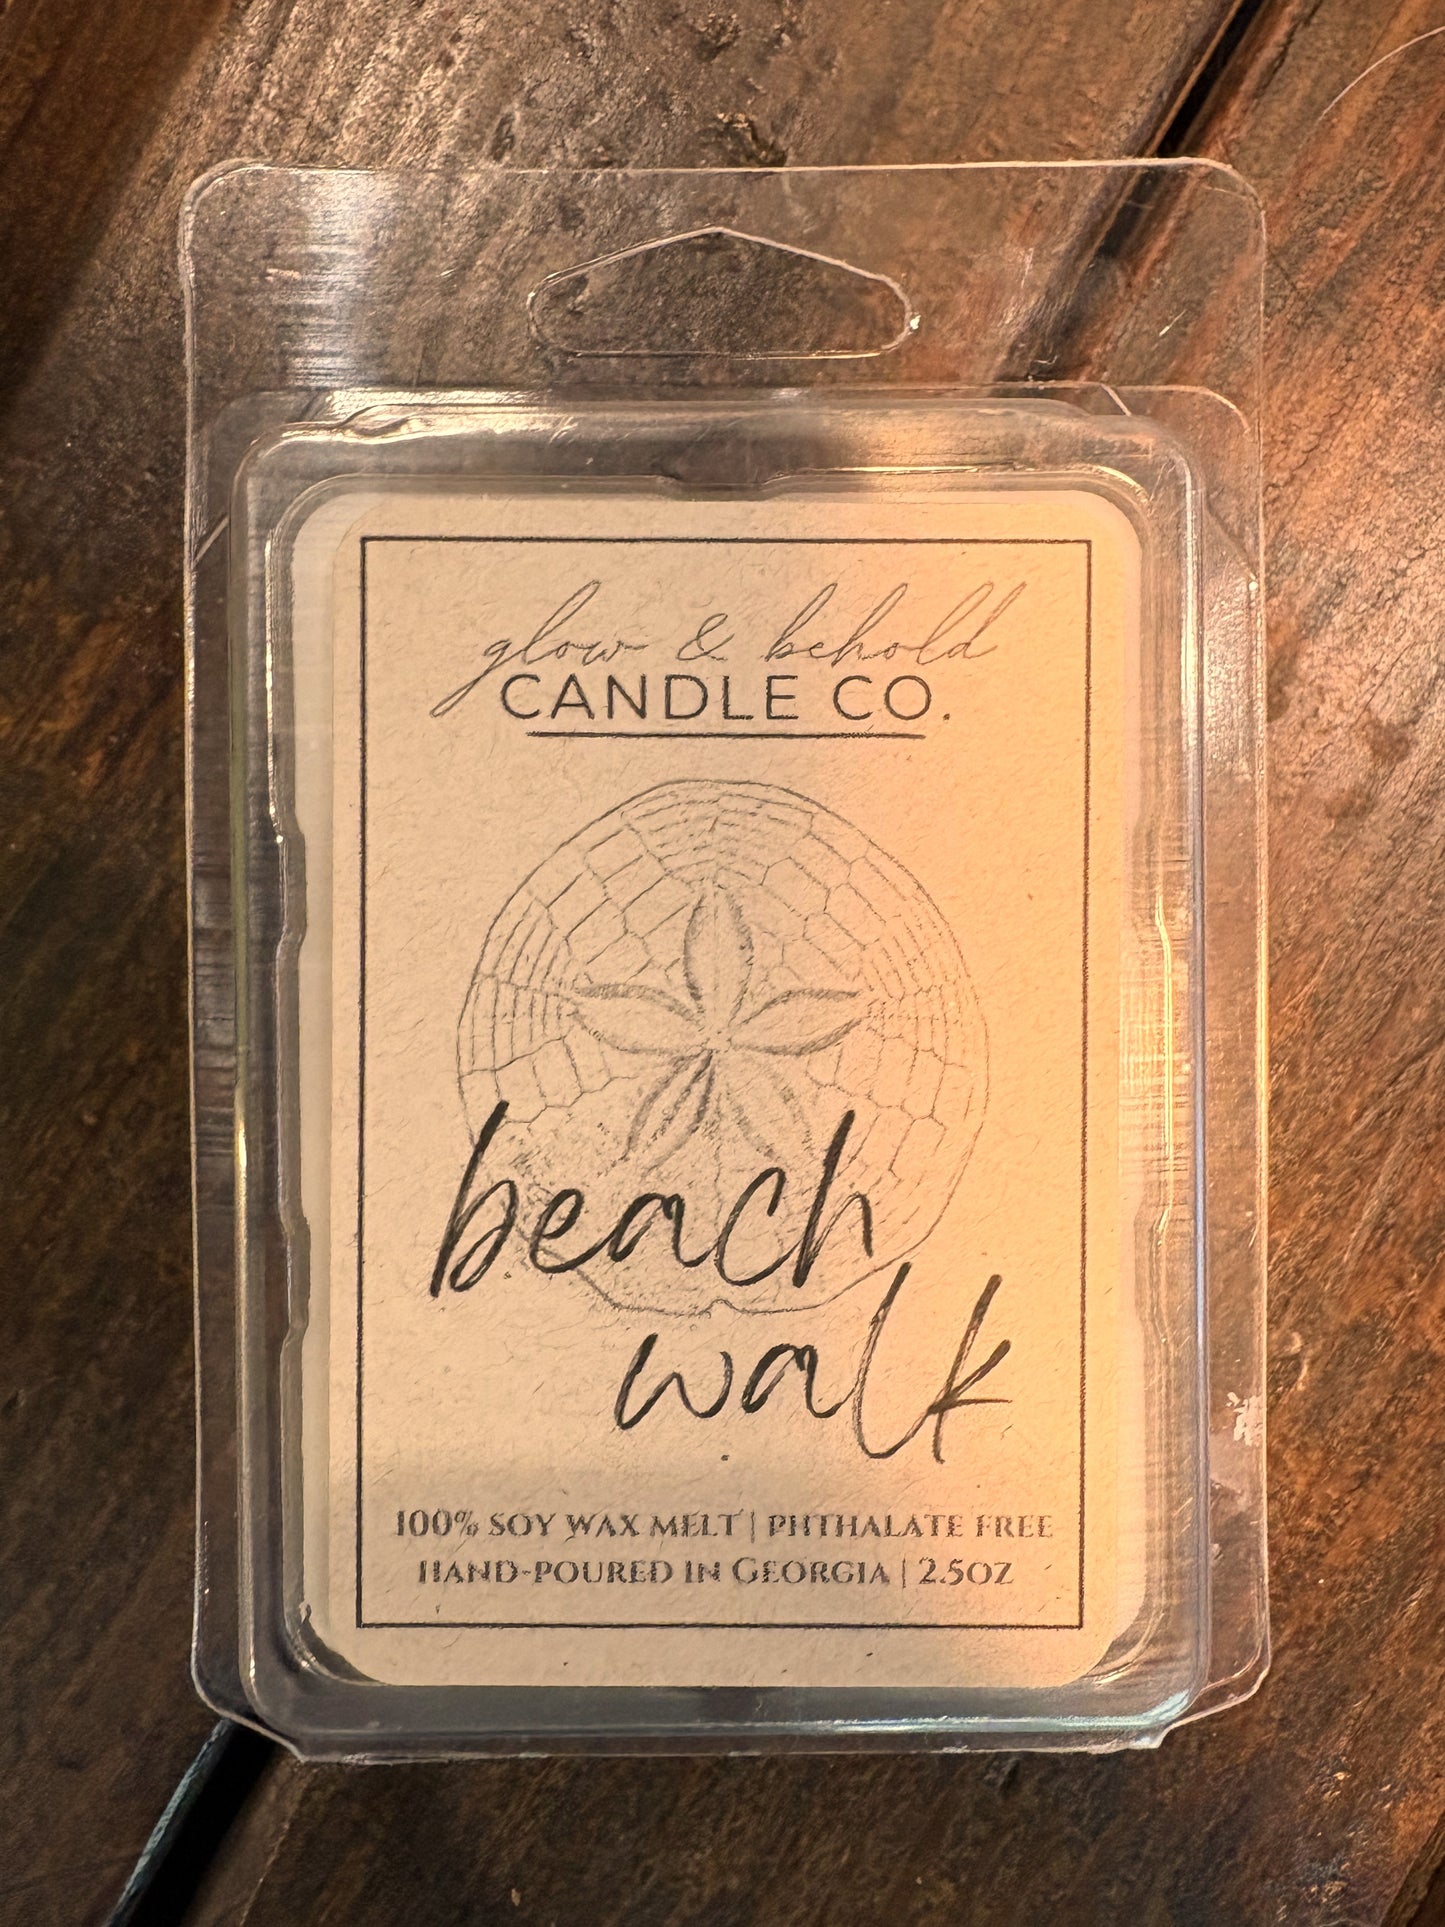 glow & behold
CANDLE CO.
beach
walk
100% SOY WAX MELT | PHTHALATE FREE
HAND-POURED IN GEORGIA | 2.5OZ